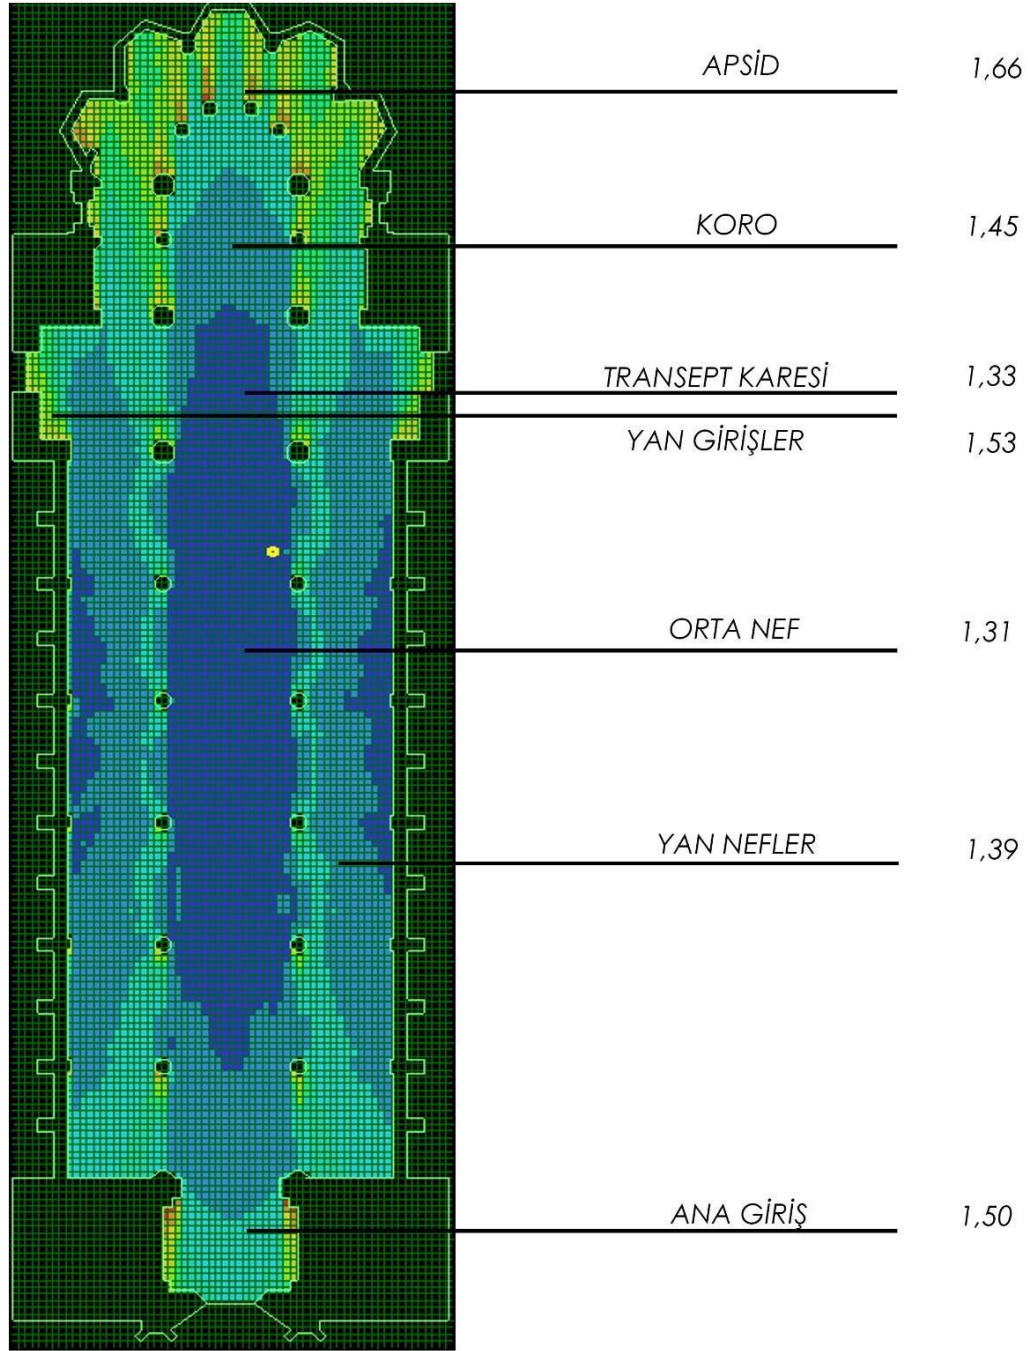 APSİD 1,66
KORO 1,45
TRANSEPT KARESİ 1,33
YAN GİRİŞLER 1,53
ORTA NEF 1,31
YAN NEFLER 1,39
ANA GİRİŞ 1,50